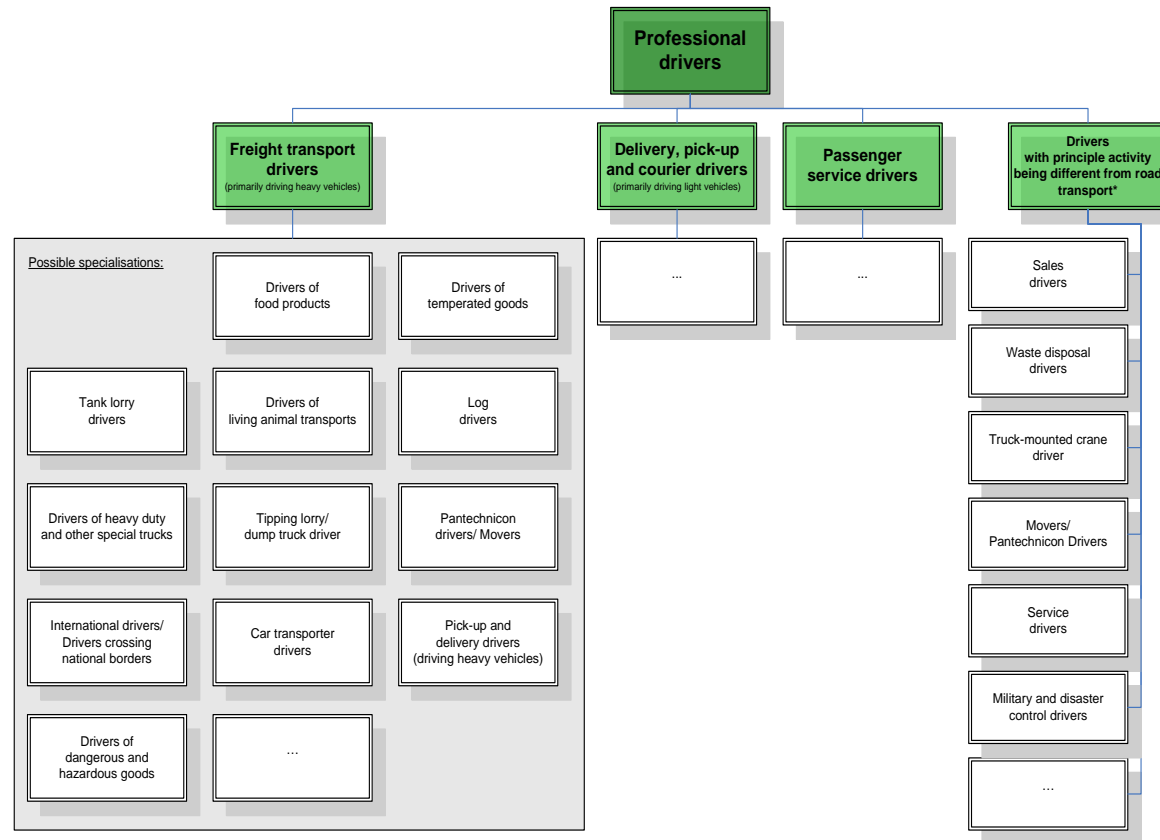 Professional
drivers
Freight transport
drivers
(primarily driving heavy vehicles)
Delivery, pick-up
and courier drivers
(primarily driving light vehicles)
Passenger
service drivers
Drivers
with principle activity
being different from road
transport*
Possible specialisations:
Drivers of
food products
Drivers of
temperated goods
Tank lorry
drivers
Drivers of
living animal transports
Log
drivers
Drivers of heavy duty
and other special trucks
Tipping lorry/
dump truck driver
Pantechnicon
drivers/ Movers
International drivers/
Drivers crossing
national borders
Car transporter
drivers
Pick-up and
delivery drivers
(driving heavy vehicles)
Drivers of
dangerous and
hazardous goods
...
...
...
Sales
drivers
Waste disposal
drivers
Truck-mounted crane
driver
Movers/
Pantechnicon Drivers
Service
drivers
Military and disaster
control drivers
...